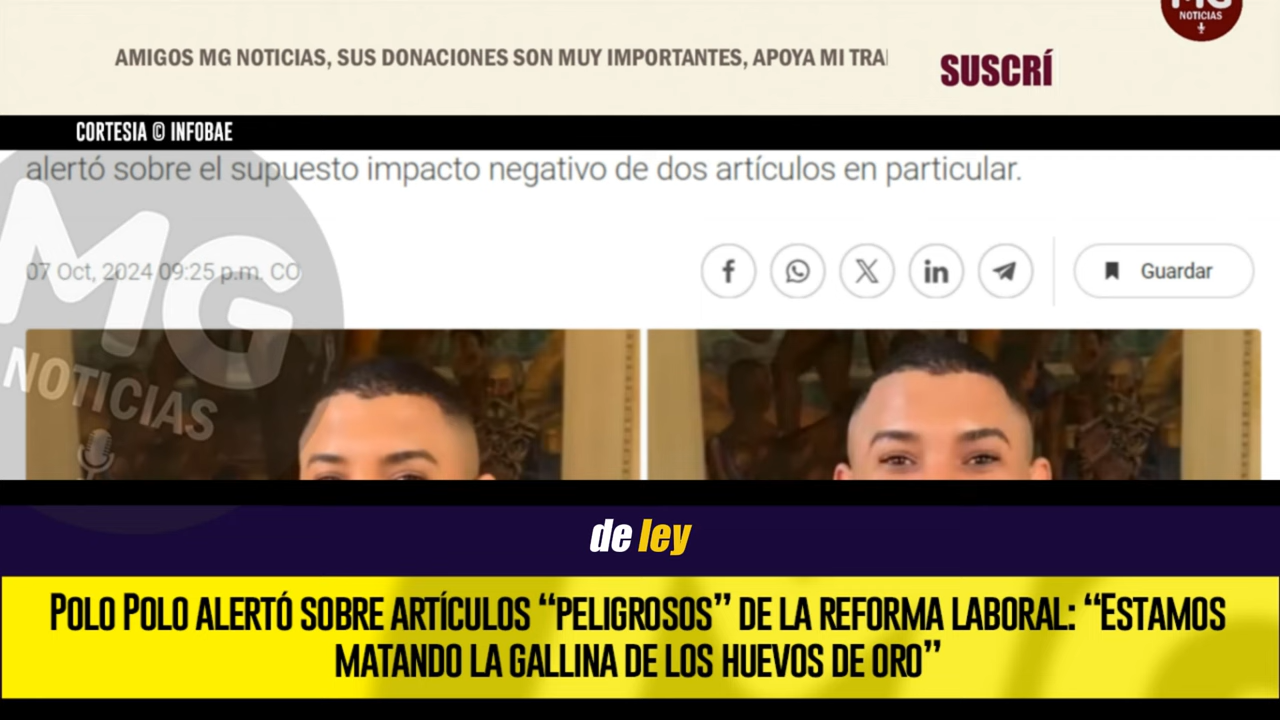 MG
NOTICIAS
AMIGOS MG NOTICIAS, SUS DONACIONES SON MUY IMPORTANTES, APOYA MI TRA
SUSCRÍ
CORTESIA © INFOBAE
alertó sobre el supuesto impacto negativo de dos artículos en particular.
07 Oct, 2024 09:25 p.m. CO
Guardar
MG
NOTICIAS
de ley
POLO POLO ALERTÓ SOBRE ARTÍCULOS “PELIGROSOS” DE LA REFORMA LABORAL: “ESTAMOS
MATANDO LA GALLINA DE LOS HUEVOS DE ORO”